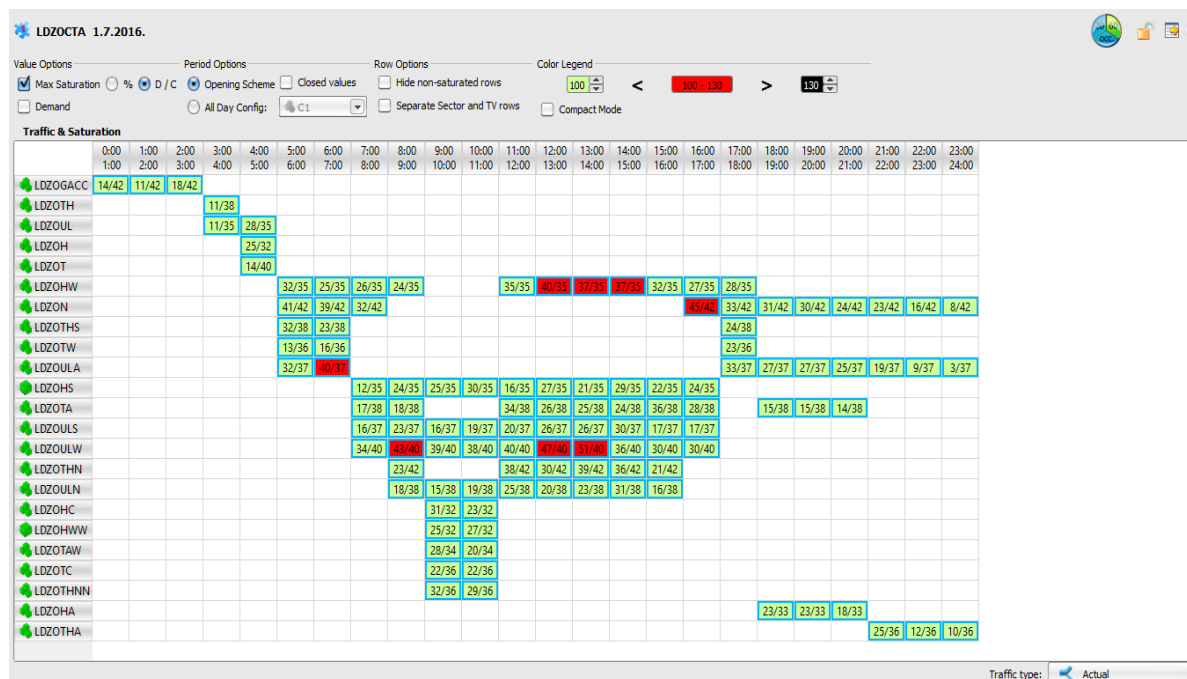 LDZOCTA 1.7.2016.
Value Options Period Options Row Options Color Legend
Max Saturation % D / C Opening Scheme Closed values Hide non-saturated rows 100 < 100 - 130 > 130
Demand All Day Config: C1 Separate Sector and TV rows Compact Mode
Traffic & Saturation
0:00 1:00 2:00 3:00 4:00 5:00 6:00 7:00 8:00 9:00 10:00 11:00 12:00 13:00 14:00 15:00 16:00 17:00 18:00 19:00 20:00 21:00 22:00 23:00
1:00 2:00 3:00 4:00 5:00 6:00 7:00 8:00 9:00 10:00 11:00 12:00 13:00 14:00 15:00 16:00 17:00 18:00 19:00 20:00 21:00 22:00 23:00 24:00
LDZOGACC 14/42 11/42 18/42
LDZOTH 11/38
LDZOUL 11/35 28/35
LDZOH 25/32
LDZOT 14/40
LDZOHW 32/35 25/35 26/35 24/35 35/35 40/35 37/35 37/35 32/35 27/35 28/35
LDZON 41/42 39/42 32/42 45/42 33/42 31/42 30/42 24/42 23/42 16/42 8/42
LDZOTHS 32/38 23/38 24/38
LDZOTW 13/36 16/36 23/36
LDZOULA 32/37 40/37 33/37 27/37 27/37 25/37 19/37 9/37 3/37
LDZOHS 12/35 24/35 25/35 30/35 16/35 27/35 21/35 29/35 22/35 24/35
LDZOTA 17/38 18/38 34/38 26/38 25/38 24/38 36/38 28/38 15/38 15/38 14/38
LDZOULS 16/37 23/37 16/37 19/37 20/37 26/37 26/37 30/37 17/37 17/37
LDZOULW 34/40 43/40 39/40 38/40 40/40 47/40 51/40 36/40 30/40 30/40
LDZOTHN 23/42 38/42 30/42 39/42 36/42 21/42
LDZOULN 18/38 15/38 19/38 25/38 20/38 23/38 31/38 16/38
LDZOHC 31/32 23/32
LDZOHWW 25/32 27/32
LDZOTAW 28/34 20/34
LDZOTC 22/36 22/36
LDZOTHNN 32/36 29/36
LDZOHA 23/33 23/33 18/33
LDZOTHA 25/36 12/36 10/36
Traffic type: Actual